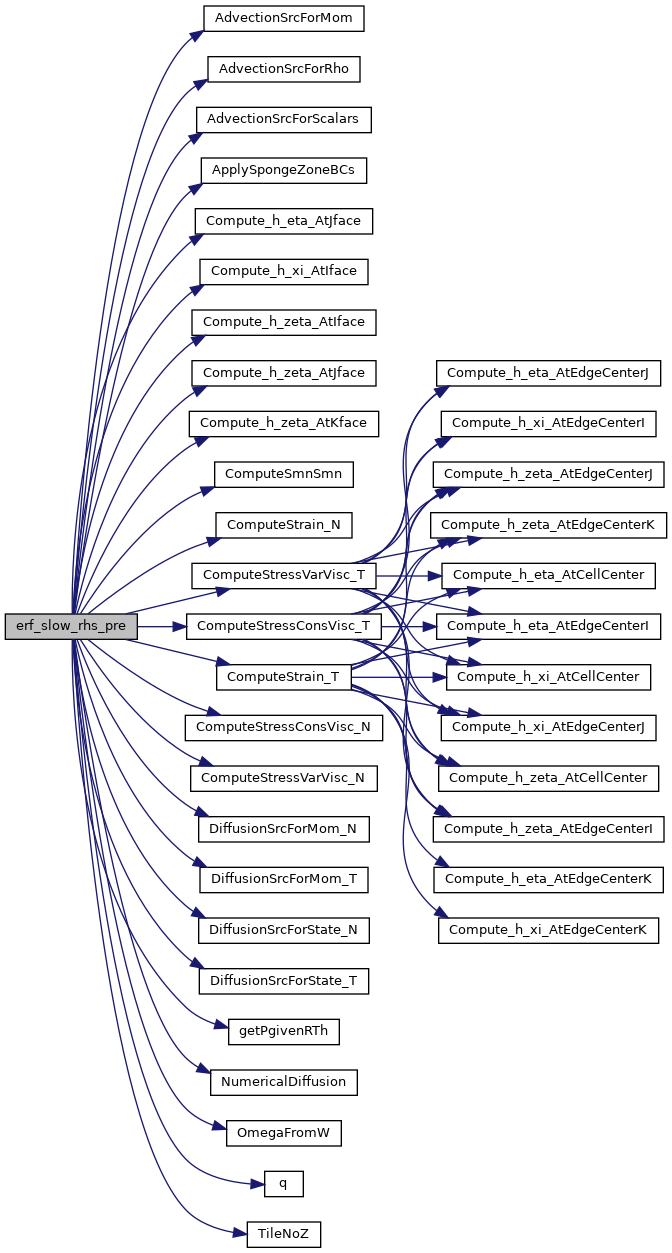 erf_slow_rhs_pre
AdvectionSrcForMom
AdvectionSrcForRho
AdvectionSrcForScalars
ApplySpongeZoneBCs
Compute_h_eta_AtJface
Compute_h_xi_AtIface
Compute_h_zeta_AtIface
Compute_h_zeta_AtJface
Compute_h_zeta_AtKface
ComputeSmnSmn
ComputeStrain_N
ComputeStressVarVisc_T
ComputeStressConsVisc_T
ComputeStrain_T
ComputeStressConsVisc_N
ComputeStressVarVisc_N
DiffusionSrcForMom_N
DiffusionSrcForMom_T
DiffusionSrcForState_N
DiffusionSrcForState_T
getPgivenRTh
NumericalDiffusion
OmegaFromW
q
TileNoZ
Compute_h_eta_AtEdgeCenterJ
Compute_h_xi_AtEdgeCenterI
Compute_h_zeta_AtEdgeCenterJ
Compute_h_zeta_AtEdgeCenterK
Compute_h_eta_AtCellCenter
Compute_h_eta_AtEdgeCenterI
Compute_h_xi_AtCellCenter
Compute_h_xi_AtEdgeCenterJ
Compute_h_zeta_AtCellCenter
Compute_h_zeta_AtEdgeCenterI
Compute_h_eta_AtEdgeCenterK
Compute_h_xi_AtEdgeCenterK